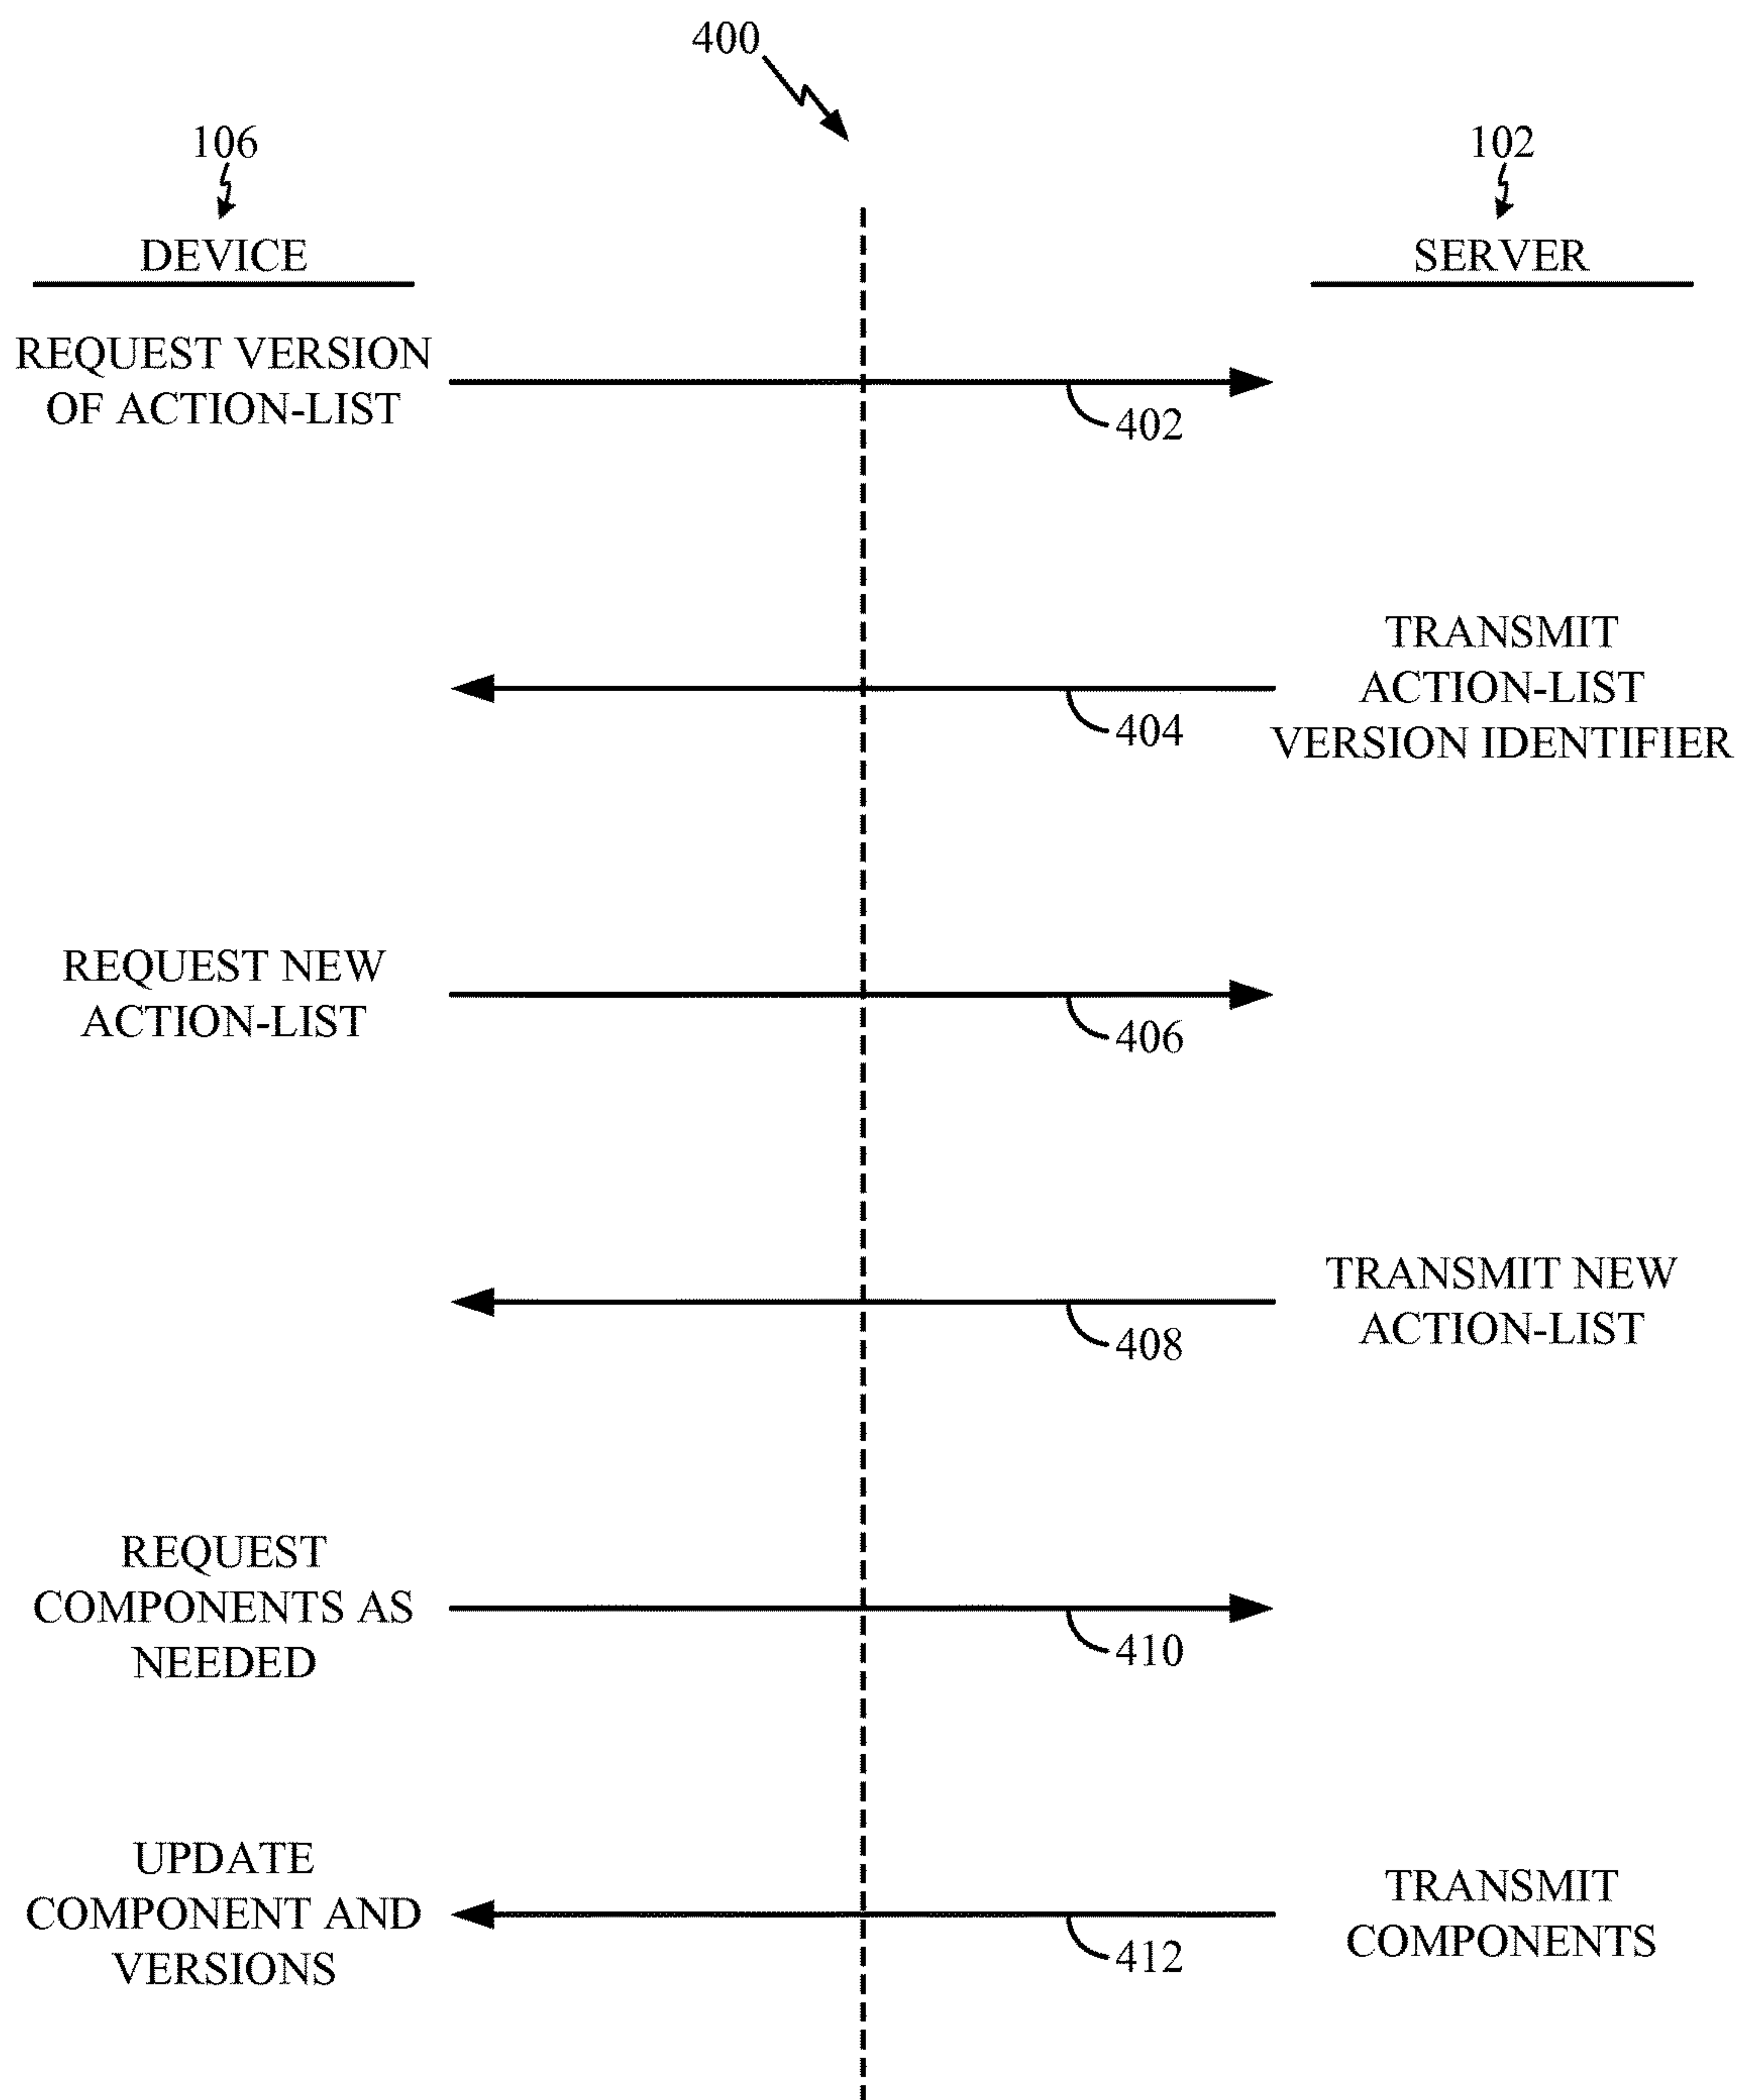 400
106
102
DEVICE
SERVER
REQUEST VERSION
OF ACTION-LIST
402
TRANSMIT
ACTION-LIST
VERSION IDENTIFIER
404
REQUEST NEW
ACTION-LIST
406
TRANSMIT NEW
ACTION-LIST
408
REQUEST
COMPONENTS AS
NEEDED
410
UPDATE
COMPONENT AND
VERSIONS
TRANSMIT
COMPONENTS
412